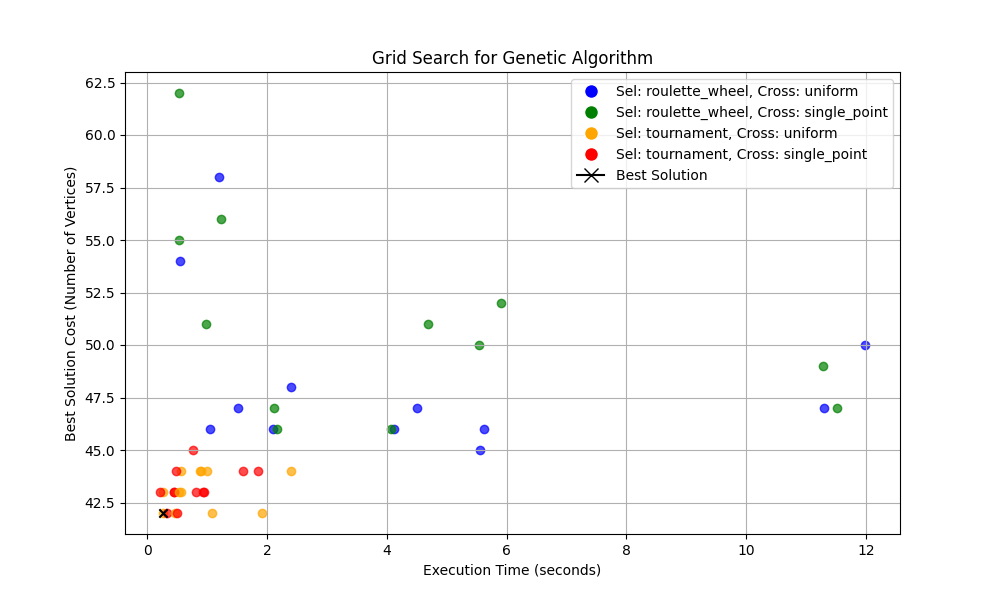 Grid Search for Genetic Algorithm
62.5
60.0
57.5
55.0
52.5
50.0
47.5
45.0
42.5
Best Solution Cost (Number of Vertices)
Sel: roulette_wheel, Cross: uniform
Sel: roulette_wheel, Cross: single_point
Sel: tournament, Cross: uniform
Sel: tournament, Cross: single_point
Best Solution
0 2 4 6 8 10 12
Execution Time (seconds)